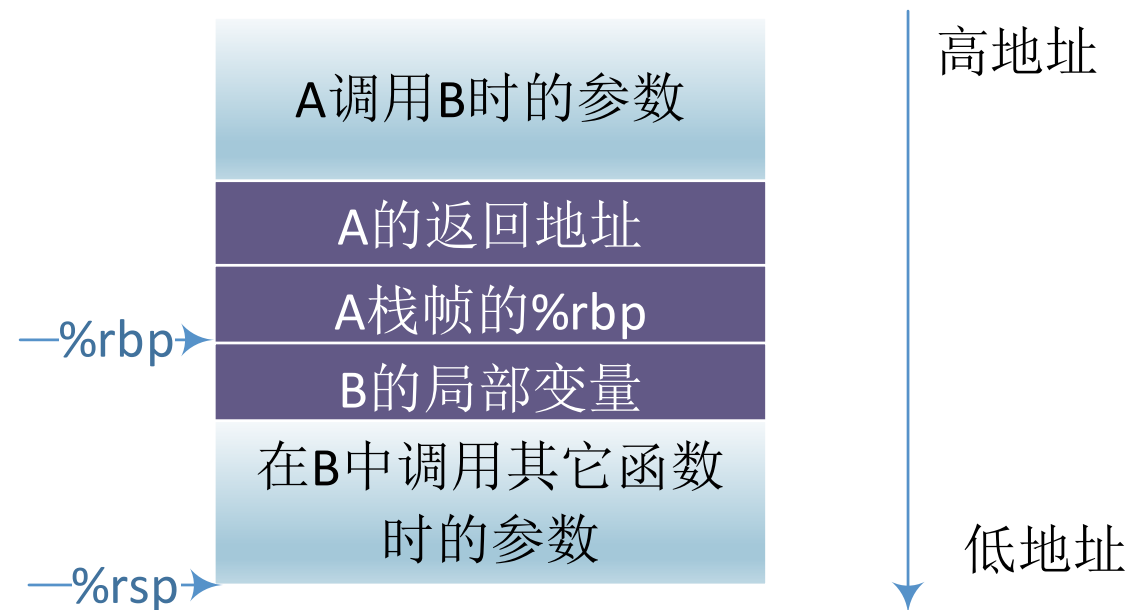 高地址
A调用B时的参数
A的返回地址
A栈帧的%rbp
%rbp
B的局部变量
在B中调用其它函数
时的参数
低地址
%rsp